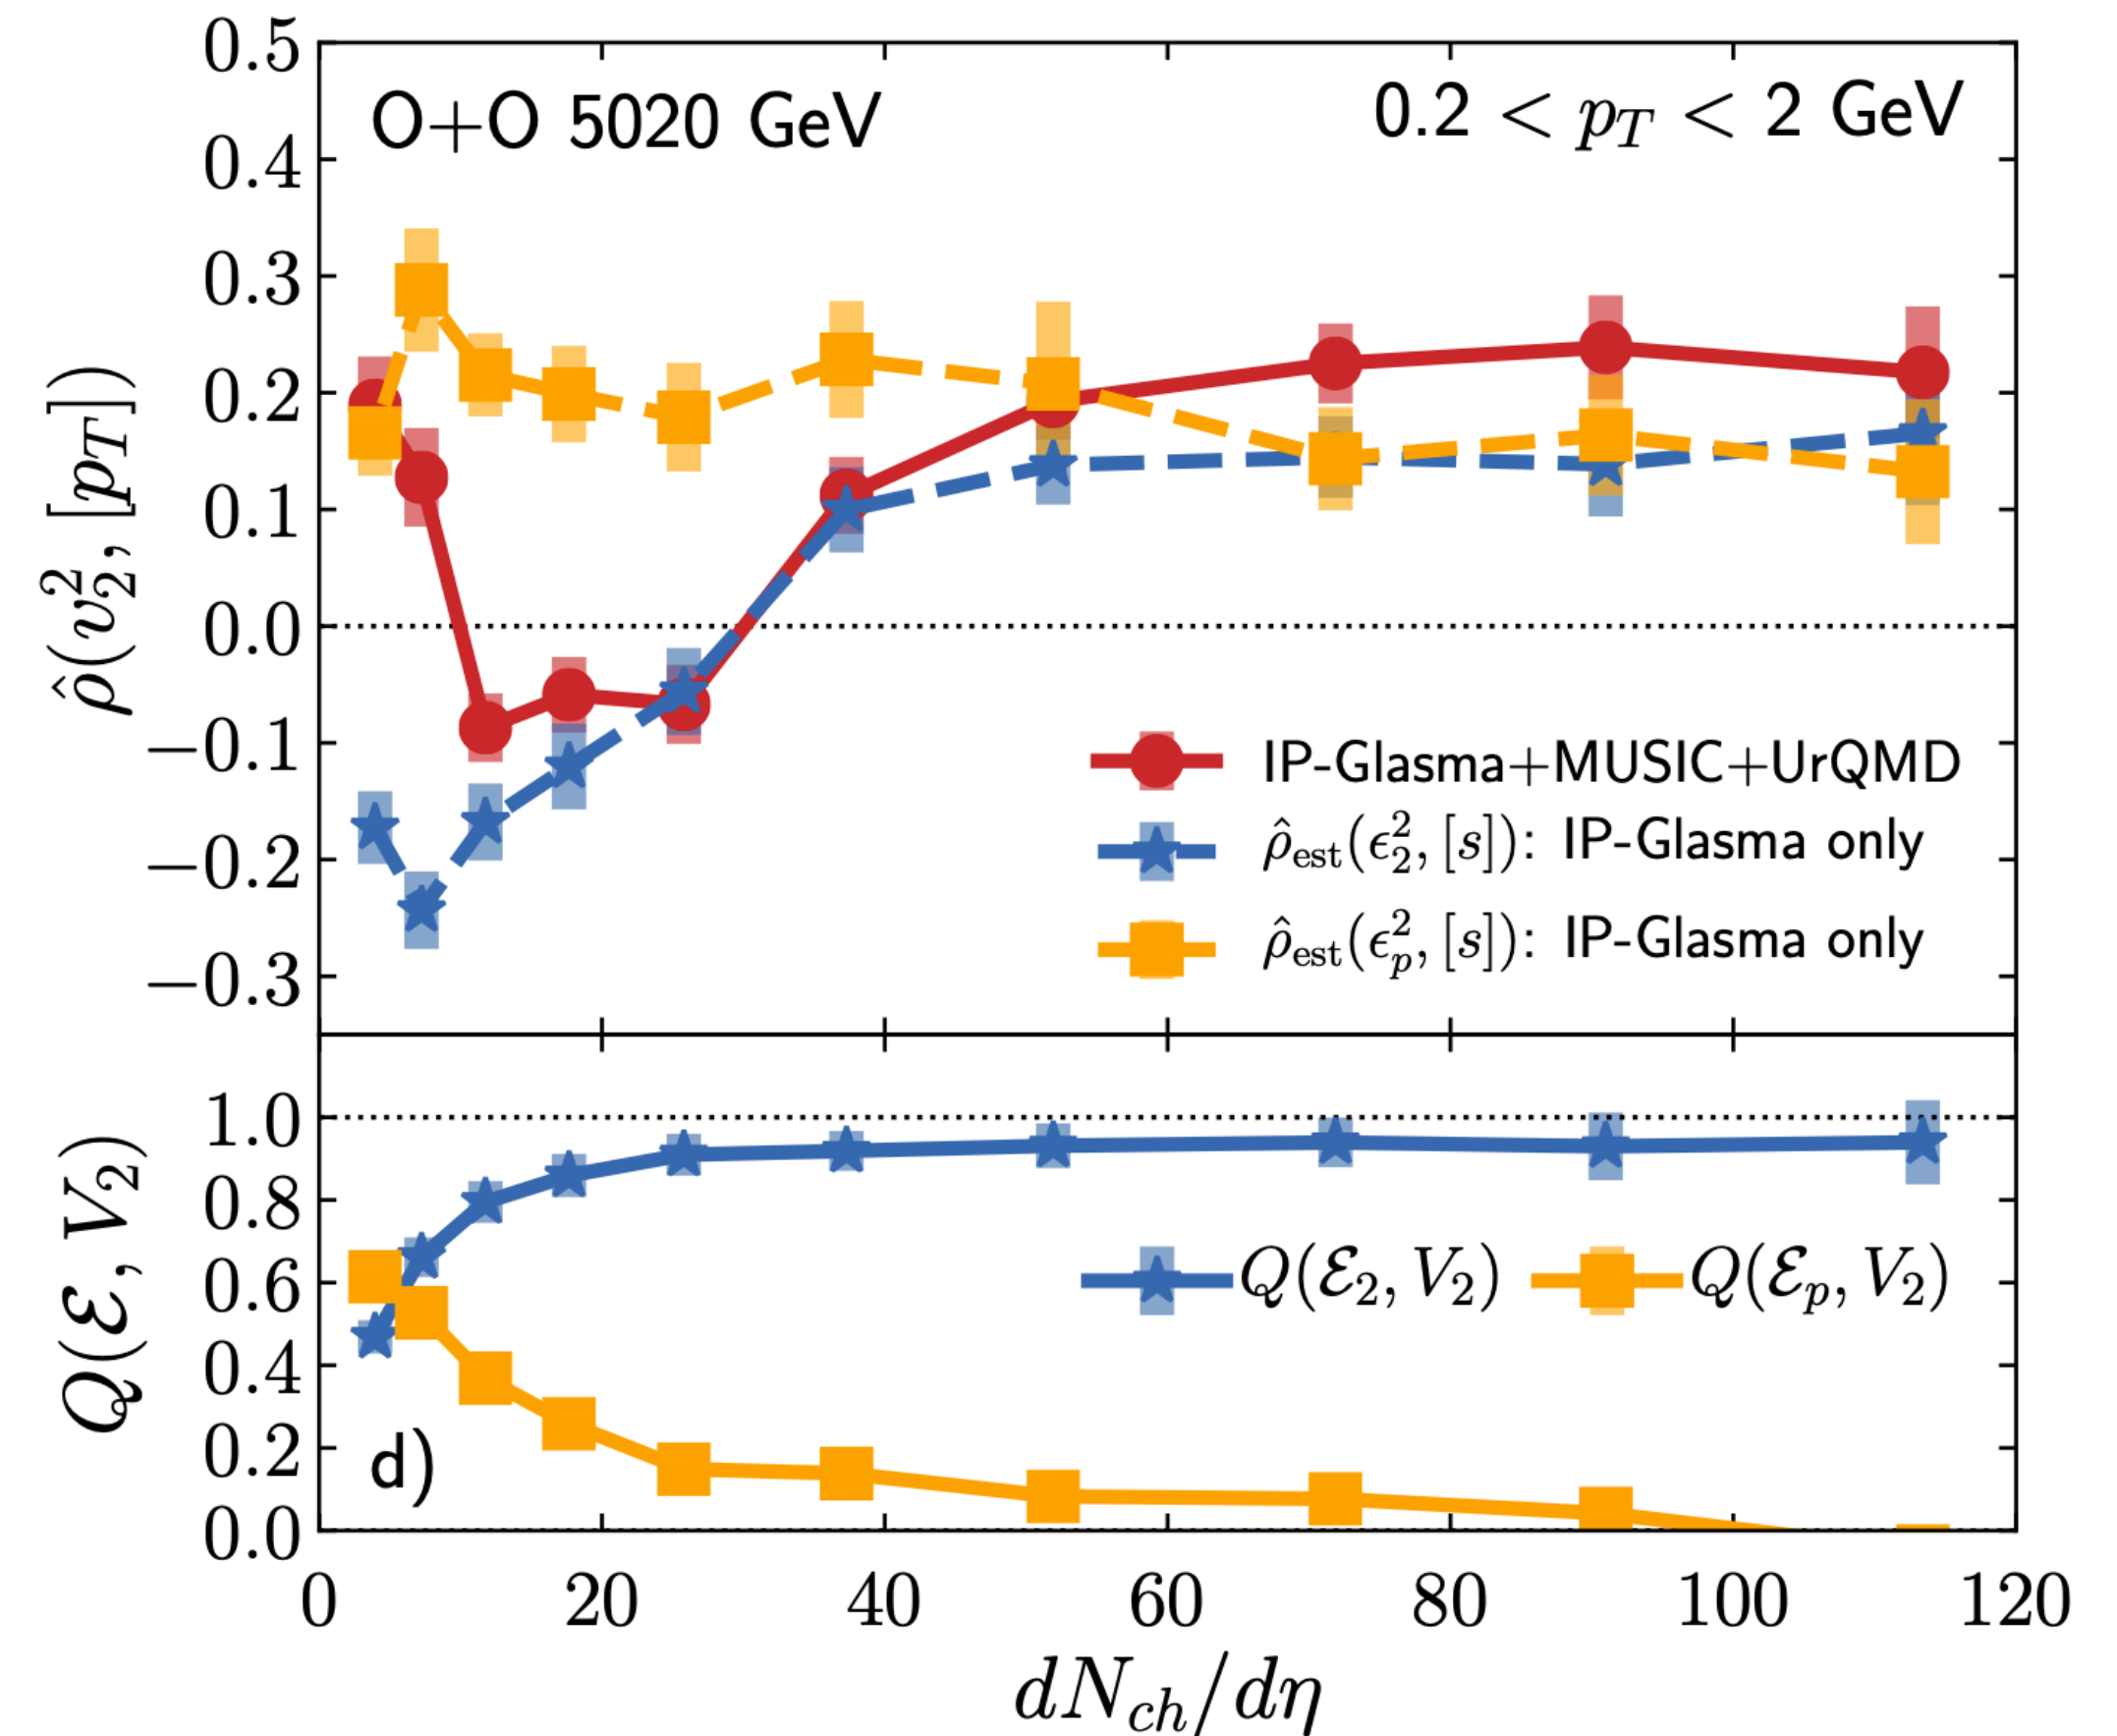 O+O 5020 GeV
0.2 < p_T < 2 GeV
ρ̂(v_2^2, [p_T])
0.5
0.4
0.3
0.2
0.1
0.0
−0.1
−0.2
−0.3
IP-Glasma+MUSIC+UrQMD
ρ̂_est(ϵ_2^2, [s]): IP-Glasma only
ρ̂_est(ϵ_p^2, [s]): IP-Glasma only
Q(ℰ, V_2)
1.0
0.8
0.6
0.4
0.2
0.0
Q(ℰ_2, V_2)
Q(ℰ_p, V_2)
d)
0 20 40 60 80 100 120
dN_ch/dη